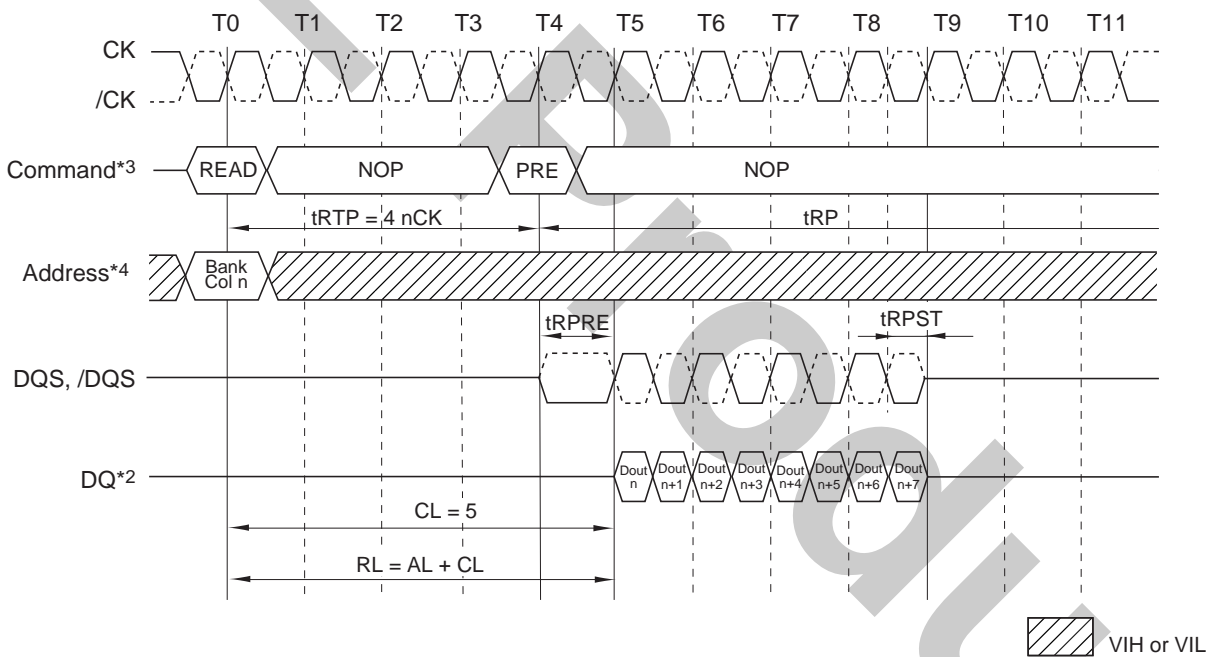 T0 T1 T2 T3 T4 T5 T6 T7 T8 T9 T10 T11
CK
/CK
Command*3 READ NOP PRE NOP
tRTP = 4 nCK tRP
Address*4 Bank Col n
tRPRE tRPST
DQS, /DQS
DQ*2 Dout n Dout n+1 Dout n+2 Dout n+3 Dout n+4 Dout n+5 Dout n+6 Dout n+7
CL = 5
RL = AL + CL
VIH or VIL